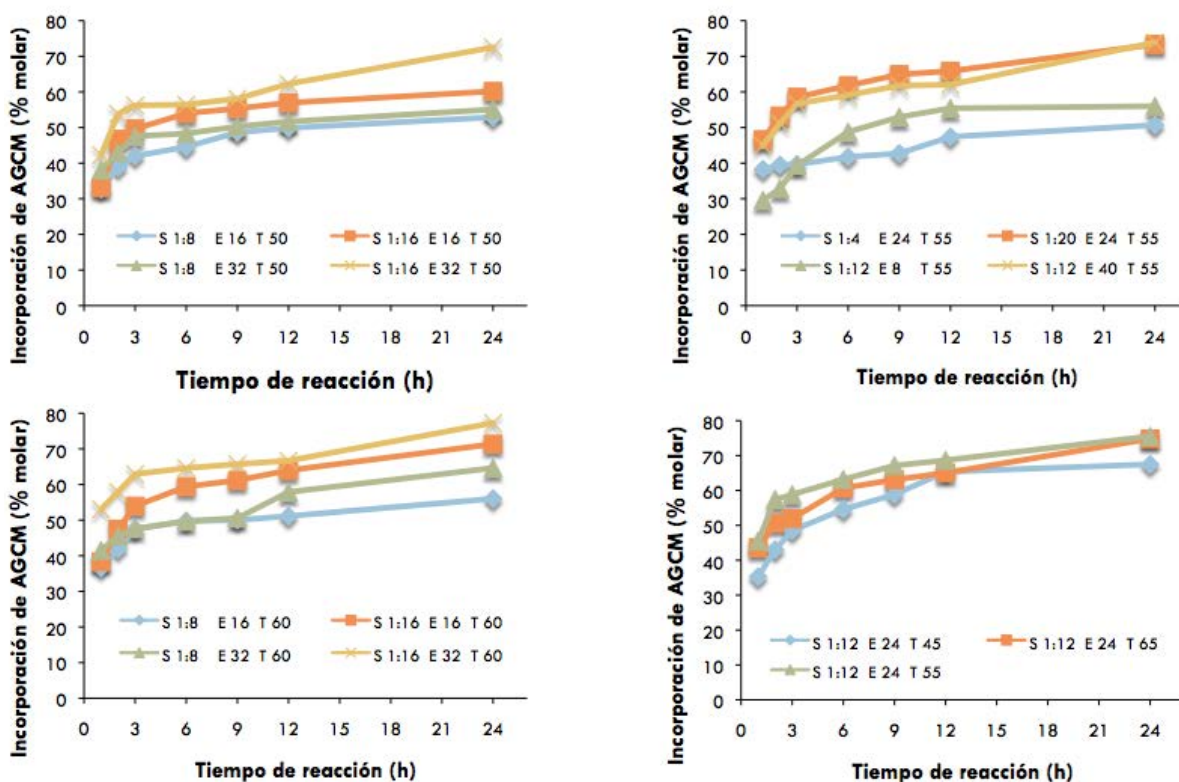 Incorporación de AGCM (% molar)
80
70
60
50
40
30
20
10
0
S 1:8 E 16 T 50
S 1:16 E 16 T 50
S 1:8 E 32 T 50
S 1:16 E 32 T 50
0 3 6 9 12 15 18 21 24
Tiempo de reacción (h)
Incorporación de AGCM (% molar)
80
70
60
50
40
30
20
10
0
S 1:4 E 24 T 55
S 1:20 E 24 T 55
S 1:12 E 8 T 55
S 1:12 E 40 T 55
0 3 6 9 12 15 18 21 24
Tiempo de reacción (h)
Incorporación de AGCM (% molar)
80
70
60
50
40
30
20
10
0
S 1:8 E 16 T 60
S 1:16 E 16 T 60
S 1:8 E 32 T 60
S 1:16 E 32 T 60
0 3 6 9 12 15 18 21 24
Tiempo de reacción (h)
Incorporación de AGCM (% molar)
80
70
60
50
40
30
20
10
0
S 1:12 E 24 T 45
S 1:12 E 24 T 65
S 1:12 E 24 T 55
0 3 6 9 12 15 18 21 24
Tiempo de reacción (h)